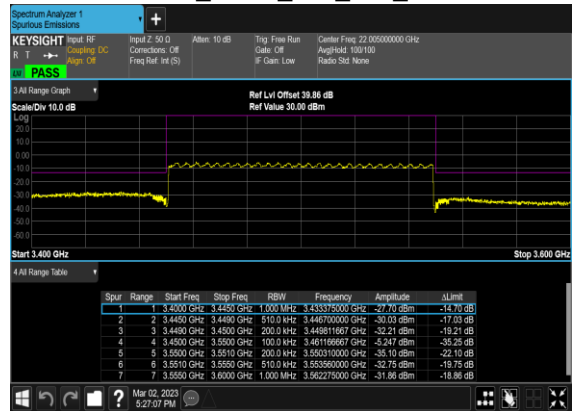 Spectrum Analyzer 1
Spurious Emissions
KEYSIGHT Input: RF Input Z: 50 Ω Atten: 10 dB Trig: Free Run Center Freq: 22.005000000 GHz
R T Coupling: DC Corrections: Off Gate: Off Avg|Hold: 100/100
Align: Off Freq Ref: Int (S) IF Gain: Low Radio Std: None
LW PASS
3 All Range Graph
Ref Lvl Offset 39.86 dB
Scale/Div 10.0 dB Ref Value 30.00 dBm
Log
20.0
10.0
0.00
-10.0
-20.0
-30.0
-40.0
-50.0
-60.0
Start 3.400 GHz Stop 3.600 GHz
4 All Range Table
Spur Range Start Freq Stop Freq RBW Frequency Amplitude ΔLimit
1 1 3.4000 GHz 3.4450 GHz 1.000 MHz 3.433375000 GHz -27.70 dBm -14.70 dB
2 2 3.4450 GHz 3.4490 GHz 510.0 kHz 3.446700000 GHz -30.03 dBm -17.03 dB
3 3 3.4490 GHz 3.4500 GHz 200.0 kHz 3.449811667 GHz -32.21 dBm -19.21 dB
4 4 3.4500 GHz 3.5500 GHz 100.0 kHz 3.461166667 GHz -5.247 dBm -35.25 dB
5 5 3.5500 GHz 3.5510 GHz 200.0 kHz 3.550310000 GHz -35.10 dBm -22.10 dB
6 6 3.5510 GHz 3.5550 GHz 510.0 kHz 3.553560000 GHz -32.75 dBm -19.75 dB
7 7 3.5550 GHz 3.6000 GHz 1.000 MHz 3.562275000 GHz -31.86 dBm -18.86 dB
Mar 02, 2023
5:27:07 PM